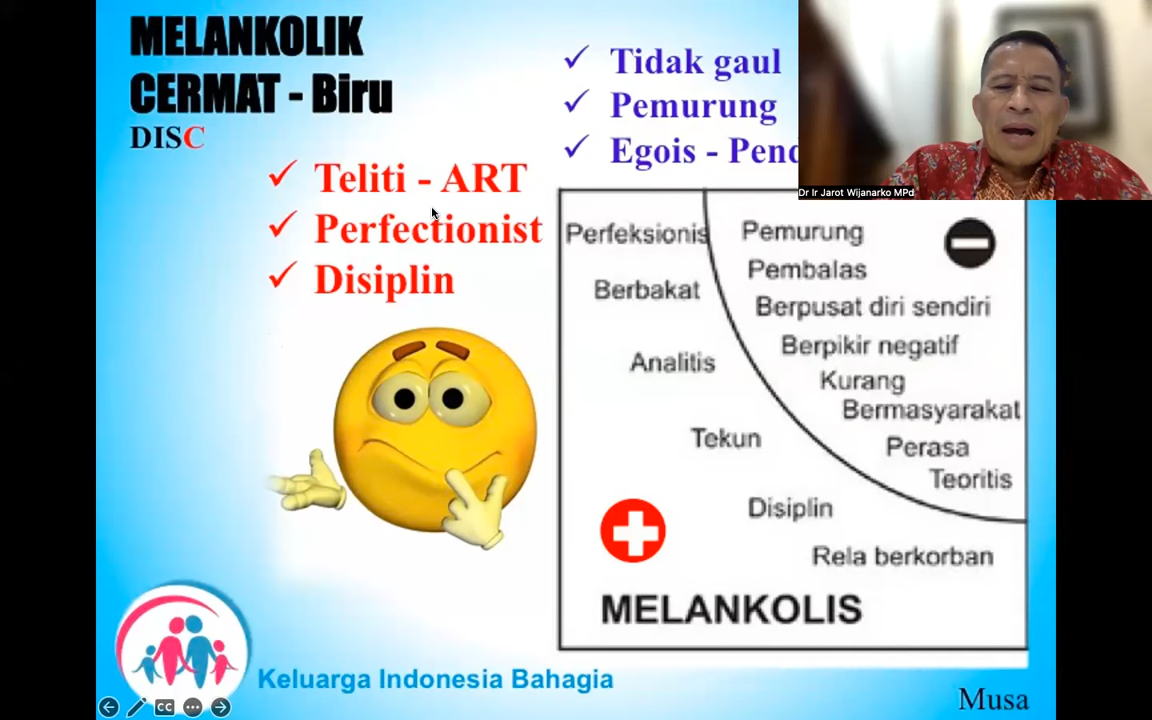 MELANKOLIK
CERMAT - Biru
DISC
Tidak gaul
Pemurung
Egois -
Teliti - ART
Perfectionist
Disiplin
Dr Ir Jarot Wijanarko MPd
Perfeksionis
Berbakat
Analitis
Tekun
Disiplin
Rela berkorban
Pemurung
Pembalas
Berpusat diri sendiri
Berpikir negatif
Kurang
Bermasyarakat
Perasa
Teoritis
MELANKOLIS
Keluarga Indonesia Bahagia
CC
Musa